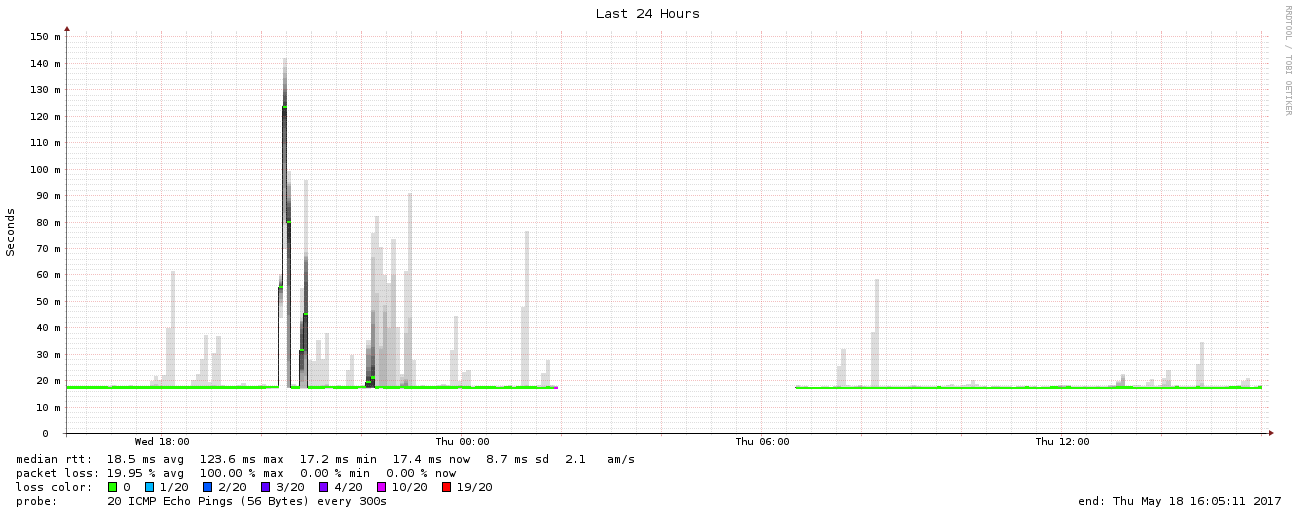 Last 24 Hours
RRDTOOL / TOBI OETIKER
Seconds
150 m
140 m
130 m
120 m
110 m
100 m
90 m
80 m
70 m
60 m
50 m
40 m
30 m
20 m
10 m
0
Wed 18:00 Thu 00:00 Thu 06:00 Thu 12:00
median rtt: 18.5 ms avg 123.6 ms max 17.2 ms min 17.4 ms now 8.7 ms sd 2.1 am/s
packet loss: 19.95 % avg 100.00 % max 0.00 % min 0.00 % now
loss color: 0 1/20 2/20 3/20 4/20 10/20 19/20
probe: 20 ICMP Echo Pings (56 Bytes) every 300s end: Thu May 18 16:05:11 2017